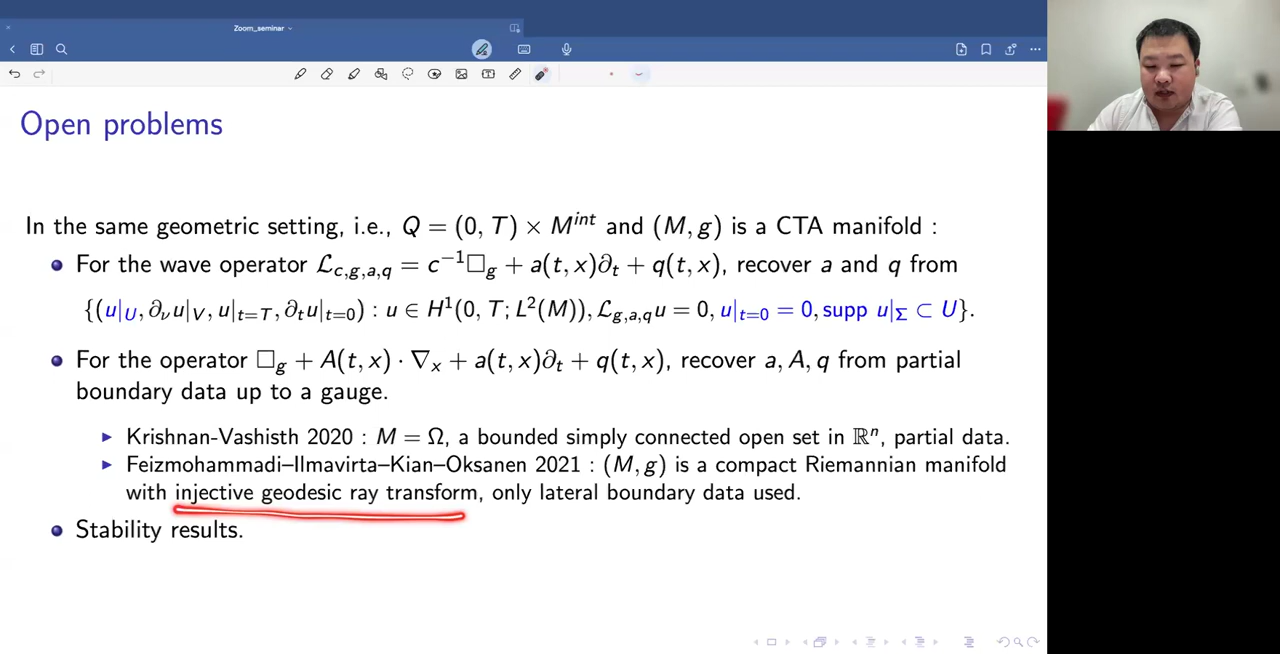 Zoom_seminar
Open problems
In the same geometric setting, i.e., Q = (0, T) × M^{int} and (M, g) is a CTA manifold :
For the wave operator ℒ_{c,g,a,q} = c^{-1}□_g + a(t, x)∂_t + q(t, x), recover a and q from
{(u|_U, ∂_νu|_V, u|_{t=T}, ∂_tu|_{t=0}) : u ∈ H^1(0, T; L^2(M)), ℒ_{g,a,q}u = 0, u|_{t=0} = 0, supp u|_Σ ⊂ U}.
For the operator □_g + A(t, x) · ∇_x + a(t, x)∂_t + q(t, x), recover a, A, q from partial
boundary data up to a gauge.
Krishnan-Vashisth 2020 : M = Ω, a bounded simply connected open set in ℝ^n, partial data.
Feizmohammadi–Ilmavirta–Kian–Oksanen 2021 : (M, g) is a compact Riemannian manifold
with injective geodesic ray transform, only lateral boundary data used.
Stability results.